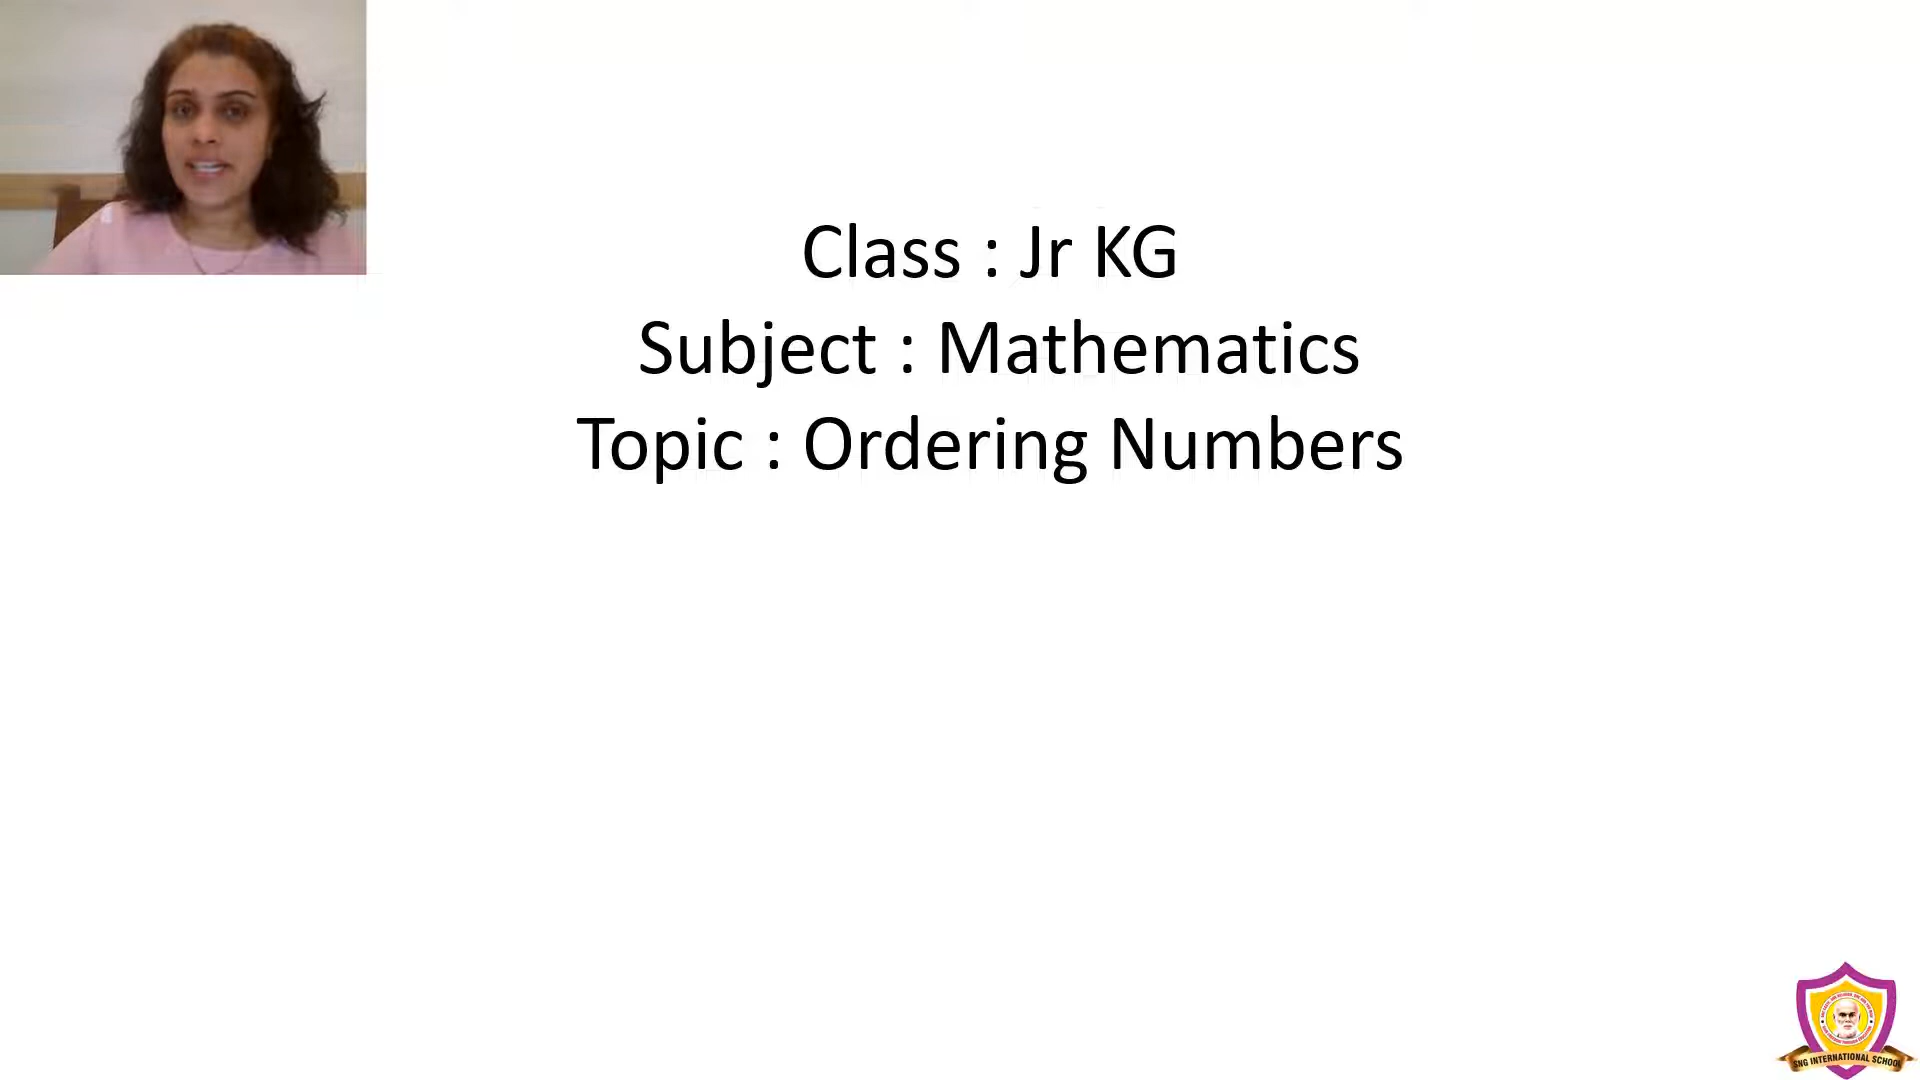 Class : Jr KG
Subject : Mathematics
Topic : Ordering Numbers
SNG INTERNATIONAL SCHOOL